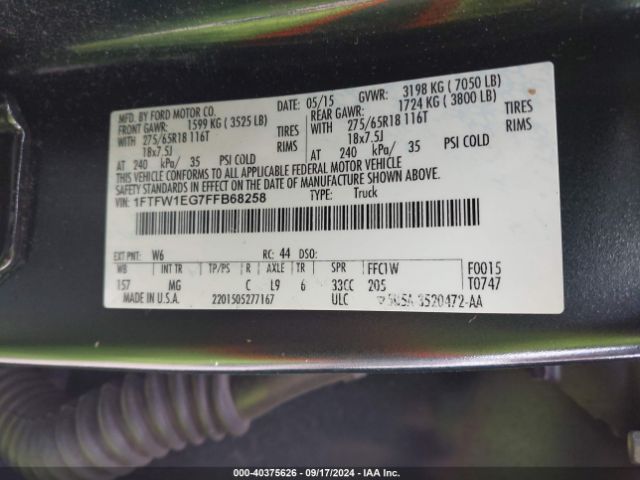 MFD. BY FORD MOTOR CO.
DATE: 05/15 GVWR: 3198 KG ( 7050 LB)
FRONT GAWR: 1599 KG ( 3525 LB) REAR GAWR: 1724 KG ( 3800 LB)
WITH 275/65R18 116T TIRES WITH 275/65R18 116T TIRES
18x7.5J RIMS 18x7.5J RIMS
AT 240 kPa/ 35 PSI COLD AT 240 kPa/ 35 PSI COLD
THIS VEHICLE CONFORMS TO ALL APPLICABLE FEDERAL MOTOR VEHICLE
SAFETY STANDARDS IN EFFECT ON THE DATE OF MANUFACTURE SHOWN ABOVE.
VIN: 1FTFW1EG7FFB68258 TYPE: Truck
EXT PNT: W6 RC: 44 DSO:
WB INT TR TP/PS R AXLE TR SPR FFC1W F0015
157 MG C L9 6 33CC 205 T0747
MADE IN U.S.A. 2201505277167 ULC 3520472-AA
000-40375626 - 09/17/2024 - IAA Inc.